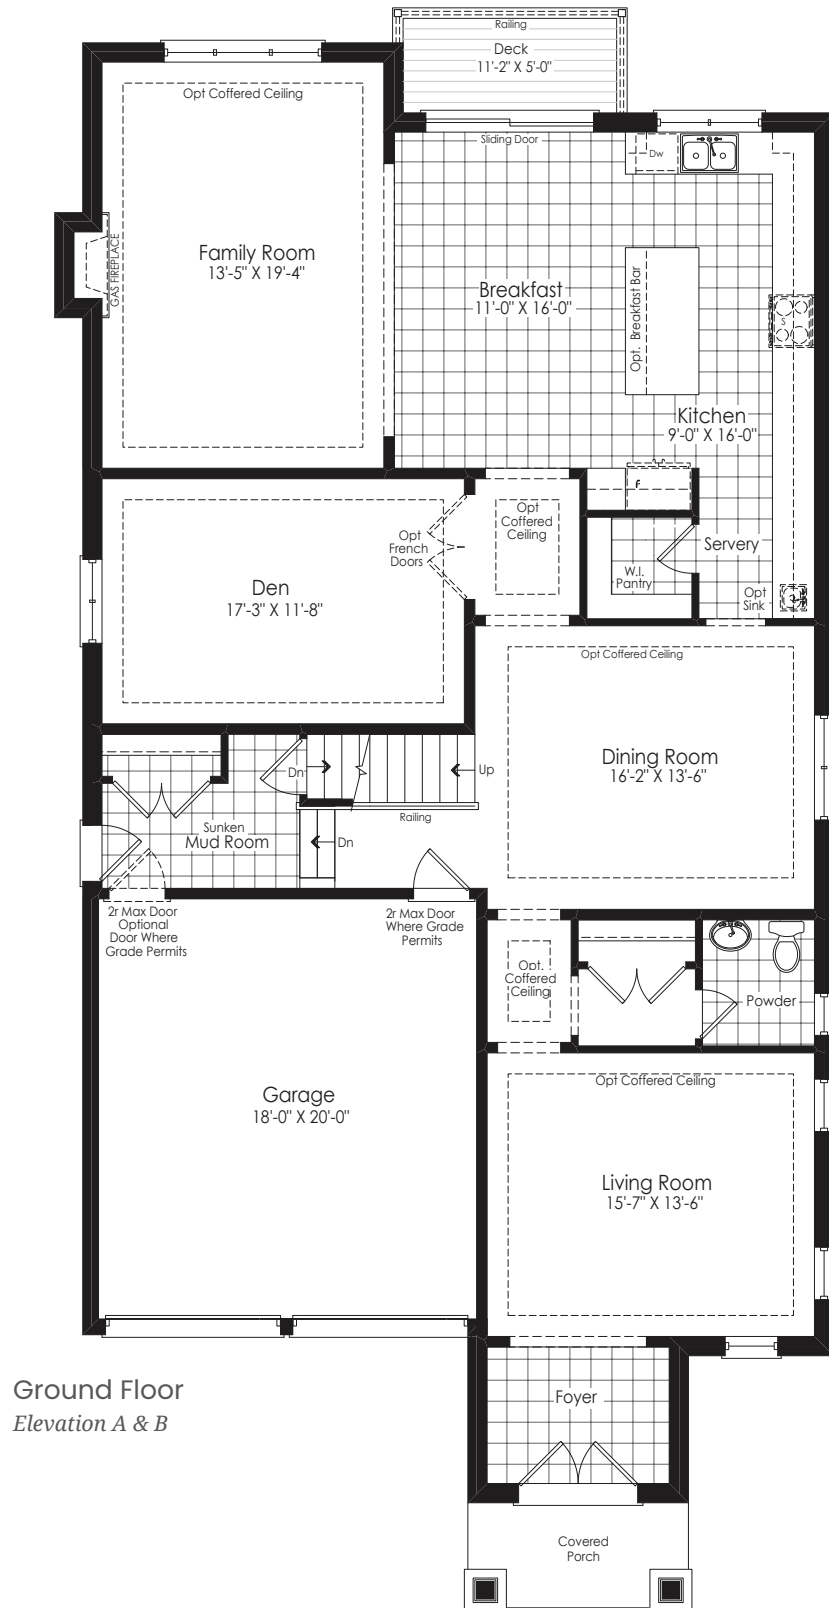 Railing
Deck
11'-2" X 5'-0"
Opt Coffered Ceiling
Sliding Door
Dw
Family Room
13'-5" X 19'-4"
GAS FIREPLACE
Breakfast
11'-0" X 16'-0"
Opt. Breakfast Bar
S
Kitchen
9'-0" X 16'-0"
F
Opt
Coffered
Ceiling
Opt
French
Doors
Servery
W.I.
Pantry
Opt
Sink
Den
17'-3" X 11'-8"
Opt Coffered Ceiling
Dining Room
16'-2" X 13'-6"
Dn
Up
Railing
Sunken
Mud Room
Dn
2r Max Door
Optional
Door Where
Grade Permits
2r Max Door
Where Grade
Permits
Opt.
Coffered
Ceiling
Powder
Garage
18'-0" X 20'-0"
Opt Coffered Ceiling
Living Room
15'-7" X 13'-6"
Ground Floor
Elevation A & B
Foyer
Covered
Porch